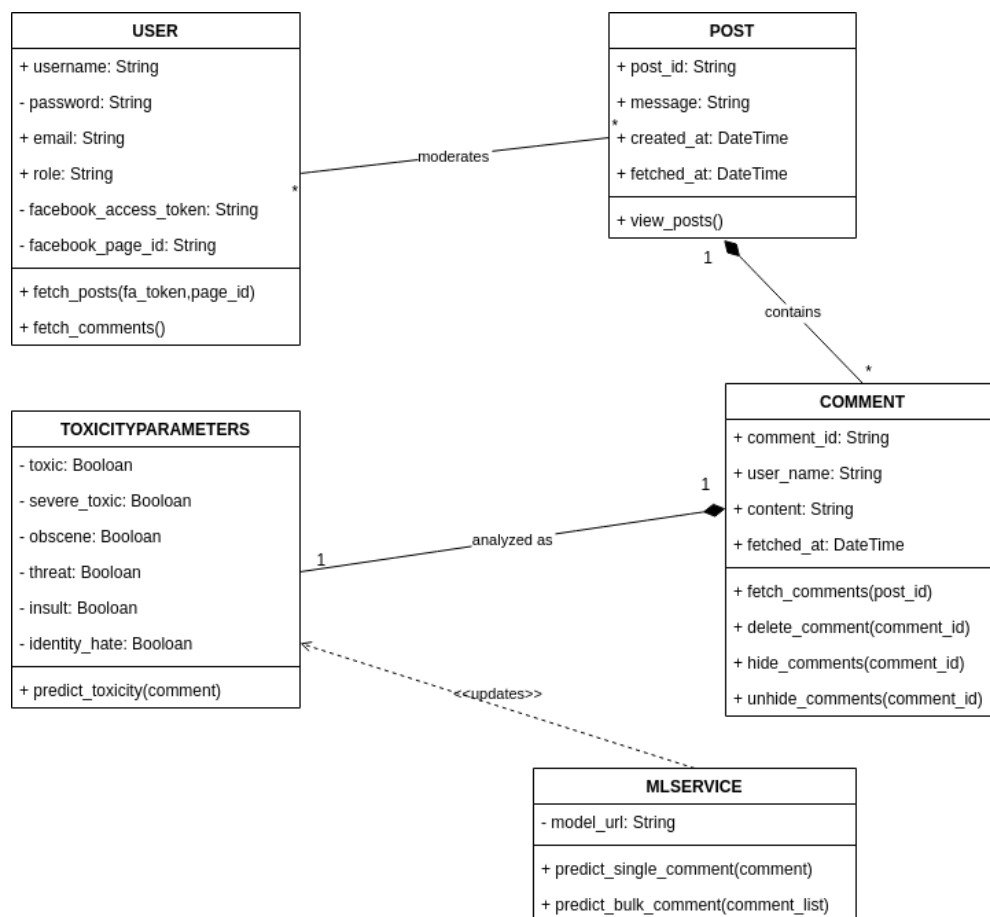 USER
+ username: String
- password: String
+ email: String
+ role: String
- facebook_access_token: String
- facebook_page_id: String
+ fetch_posts(fa_token,page_id)
+ fetch_comments()
*
moderates
*
POST
+ post_id: String
+ message: String
+ created_at: DateTime
+ fetched_at: DateTime
+ view_posts()
1
contains
*
COMMENT
+ comment_id: String
+ user_name: String
+ content: String
+ fetched_at: DateTime
+ fetch_comments(post_id)
+ delete_comment(comment_id)
+ hide_comments(comment_id)
+ unhide_comments(comment_id)
1
analyzed as
1
TOXICITYPARAMETERS
- toxic: Booloan
- severe_toxic: Booloan
- obscene: Booloan
- threat: Booloan
- insult: Booloan
- identity_hate: Booloan
+ predict_toxicity(comment)
<<updates>>
MLSERVICE
- model_url: String
+ predict_single_comment(comment)
+ predict_bulk_comment(comment_list)